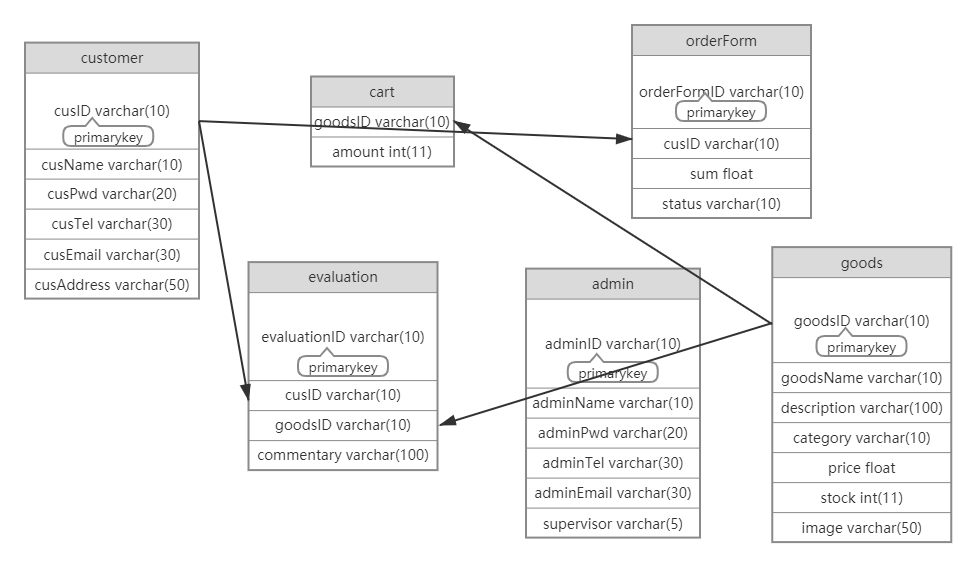 customer
cusID varchar(10)
primarykey
cusName varchar(10)
cusPwd varchar(20)
cusTel varchar(30)
cusEmail varchar(30)
cusAddress varchar(50)
cart
goodsID varchar(10)
amount int(11)
orderForm
orderFormID varchar(10)
primarykey
cusID varchar(10)
sum float
status varchar(10)
evaluation
evaluationID varchar(10)
primarykey
cusID varchar(10)
goodsID varchar(10)
commentary varchar(100)
admin
adminID varchar(10)
primarykey
adminName varchar(10)
adminPwd varchar(20)
adminTel varchar(30)
adminEmail varchar(30)
supervisor varchar(5)
goods
goodsID varchar(10)
primarykey
goodsName varchar(10)
description varchar(100)
category varchar(10)
price float
stock int(11)
image varchar(50)